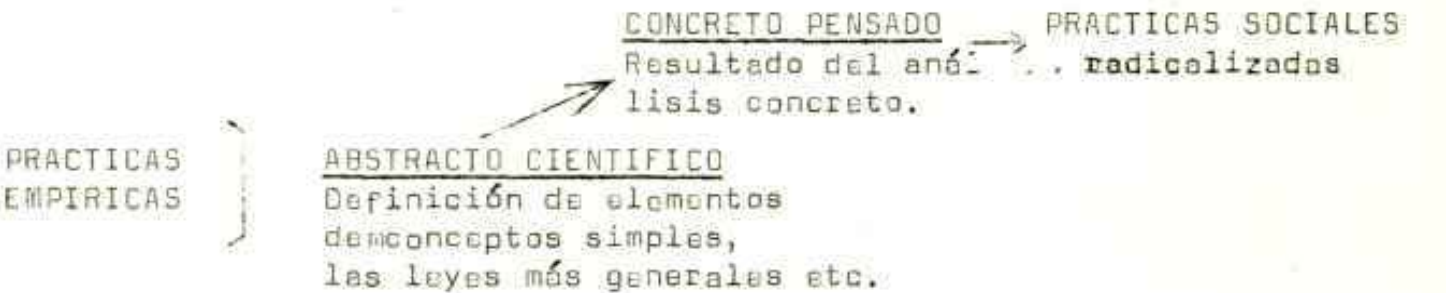 CONCRETO PENSADO
PRACTICAS SOCIALES
Resultado del aná-
radicalizadas
lisis concreto.
PRACTICAS
EMPIRICAS
ABSTRACTO CIENTIFICO
Definición de elementos
demconceptos simples,
las leyes más generales etc.